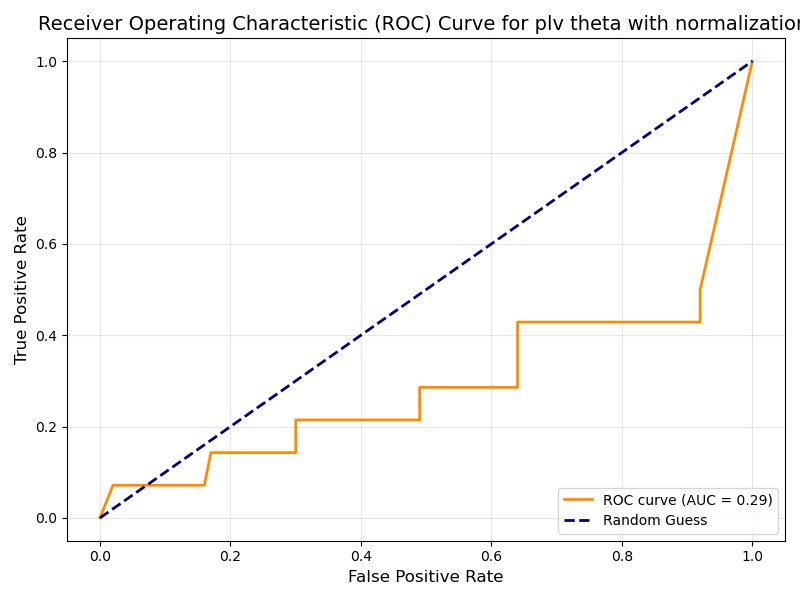 Receiver Operating Characteristic (ROC) Curve for plv theta with normalization
1.0
0.8
0.6
0.4
0.2
0.0
True Positive Rate
0.0 0.2 0.4 0.6 0.8 1.0
False Positive Rate
ROC curve (AUC = 0.29)
Random Guess